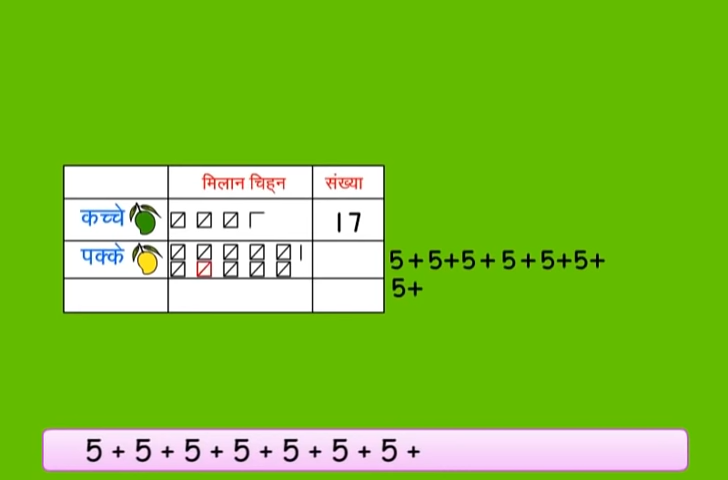 मिलान चिह्न संख्या
कच्चे 17
पक्के
5+5+5+5+5+5+
5+
5 + 5 + 5 + 5 + 5 + 5 + 5 +